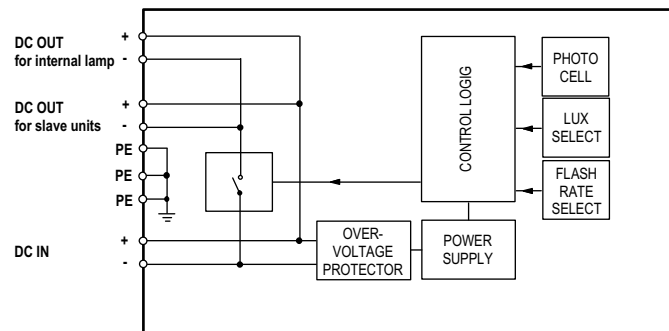 DC OUT
for internal lamp
+
-
DC OUT
for slave units
+
-
PE
PE
PE
DC IN
+
-
CONTROL LOGIG
PHOTO
CELL
LUX
SELECT
FLASH
RATE
SELECT
OVER-
VOLTAGE
PROTECTOR
POWER
SUPPLY